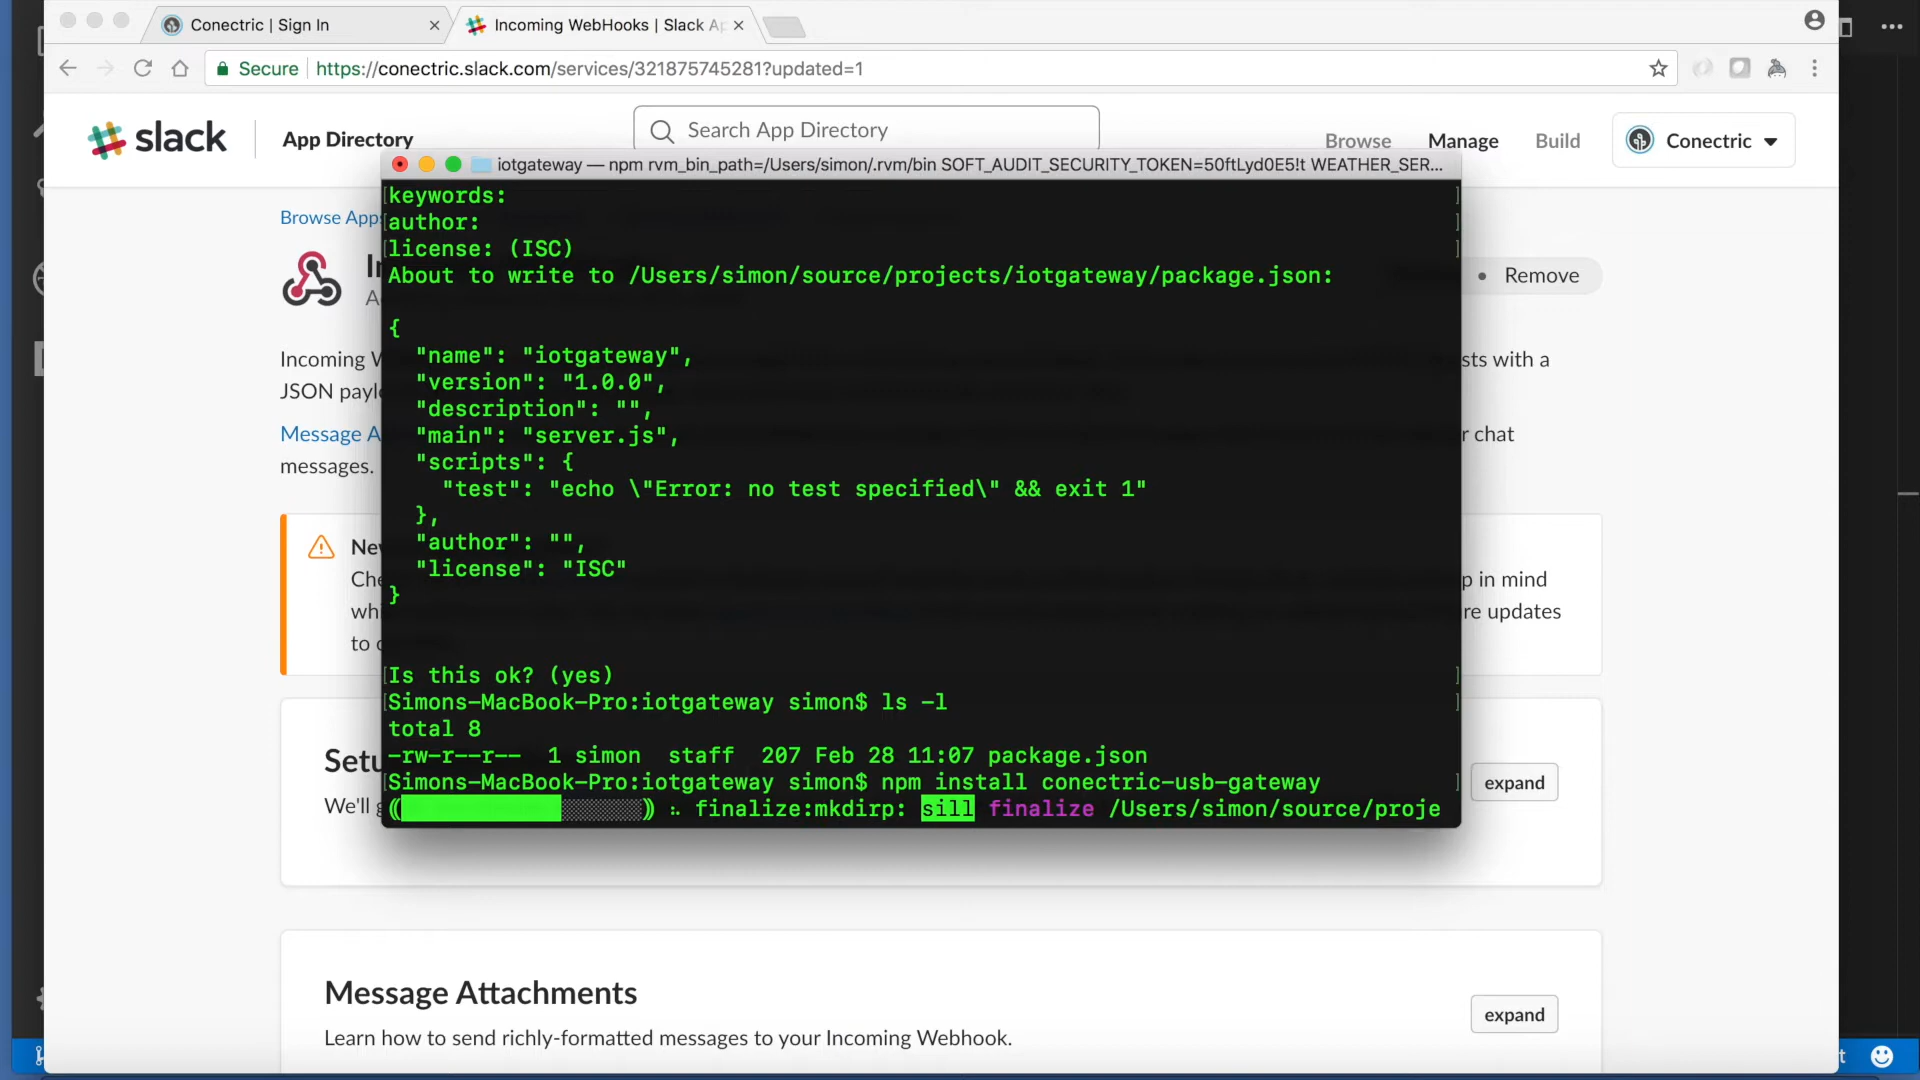 Conectric | Sign In
Incoming WebHooks | Slack Ap
Secure
https://conectric.slack.com/services/321875745281?updated=1
slack
App Directory
Search App Directory
Browse
Manage
Build
Conectric
iotgateway — npm rvm_bin_path=/Users/simon/.rvm/bin SOFT_AUDIT_SECURITY_TOKEN=50ftLyd0E5!t WEATHER_SER...
Browse Apps
Remove
Incoming W
sts with a
JSON paylo
Message A
r chat
messages.
New
Che
p in mind
whi
re updates
to c
Setu
We'll g
expand
keywords:
author:
license: (ISC)
About to write to /Users/simon/source/projects/iotgateway/package.json:
{
"name": "iotgateway",
"version": "1.0.0",
"description": "",
"main": "server.js",
"scripts": {
"test": "echo \"Error: no test specified\" && exit 1"
},
"author": "",
"license": "ISC"
}
Is this ok? (yes)
Simons-MacBook-Pro:iotgateway simon$ ls -l
total 8
-rw-r--r-- 1 simon staff 207 Feb 28 11:07 package.json
Simons-MacBook-Pro:iotgateway simon$ npm install conectric-usb-gateway
finalize:mkdirp: sill finalize /Users/simon/source/proje
Message Attachments
Learn how to send richly-formatted messages to your Incoming Webhook.
expand